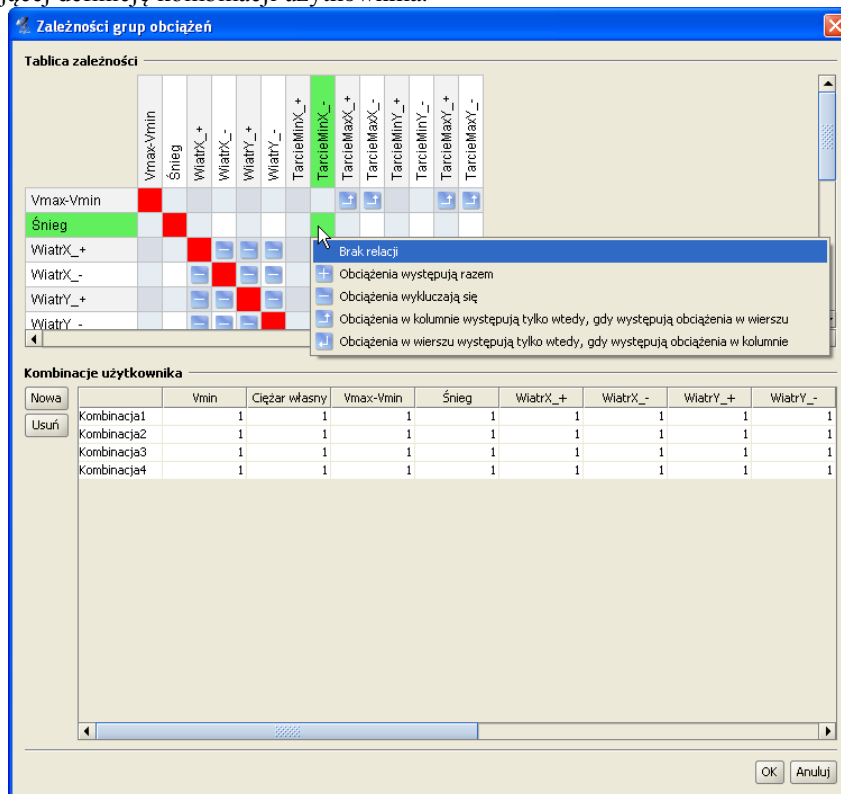 jącej definicją kombinacji użytkownika.
Zależności grup obciążeń
Tablica zależności
Vmax-Vmin
Śnieg
WiatrX_+
WiatrX_-
WiatrY_+
WiatrY_-
TarcieMinX_+
TarcieMinX_-
TarcieMaxX_+
TarcieMaxX_-
TarcieMinY_+
TarcieMinY_-
TarcieMaxY_+
TarcieMaxY_-
Vmax-Vmin
Śnieg
WiatrX_+
WiatrX_-
WiatrY_+
WiatrY_-
Brak relacji
Obciążenia występują razem
Obciążenia wykluczają się
Obciążenia w kolumnie występują tylko wtedy, gdy występują obciążenia w wierszu
Obciążenia w wierszu występują tylko wtedy, gdy występują obciążenia w kolumnie
Kombinacje użytkownika
Nowa
Usuń
Vmin Ciężar własny Vmax-Vmin Śnieg WiatrX_+ WiatrX_- WiatrY_+ WiatrY_-
Kombinacja1 1 1 1 1 1 1 1 1
Kombinacja2 1 1 1 1 1 1 1 1
Kombinacja3 1 1 1 1 1 1 1 1
Kombinacja4 1 1 1 1 1 1 1 1
OK Anuluj